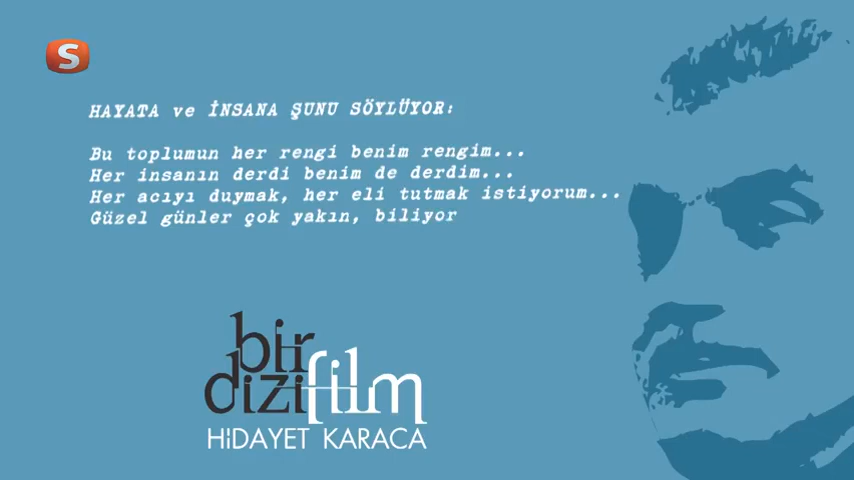 S
HAYATA ve İNSANA ŞUNU SÖYLÜYOR:
Bu toplumun her rengi benim rengim...
Her insanın derdi benim de derdim...
Her acıyı duymak, her eli tutmak istiyorum...
Güzel günler çok yakın, biliyor
bir
dizi film
HİDAYET KARACA